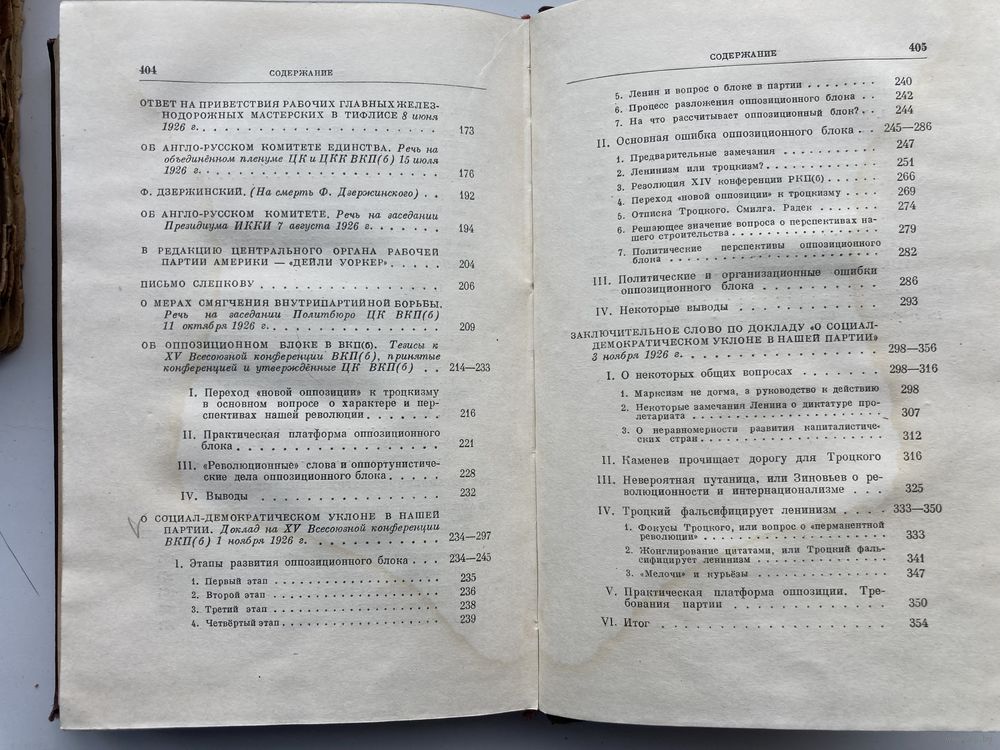 404
СОДЕРЖАНИЕ
ОТВЕТ НА ПРИВЕТСТВИЯ РАБОЧИХ ГЛАВНЫХ ЖЕЛЕЗ-
НОДОРОЖНЫХ МАСТЕРСКИХ В ТИФЛИСЕ 8 июня
1926 г. . . . . . . . . . . . . . . . . . . 173
ОБ АНГЛО-РУССКОМ КОМИТЕТЕ ЕДИНСТВА. Речь на
объединённом пленуме ЦК и ЦКК ВКП(б) 15 июля
1926 г. . . . . . . . . . . . . . . . . . . 176
Ф. ДЗЕРЖИНСКИЙ. (На смерть Ф. Дзержинского) . . 192
ОБ АНГЛО-РУССКОМ КОМИТЕТЕ. Речь на заседании
Президиума ИККИ 7 августа 1926 г. . . . . . 194
В РЕДАКЦИЮ ЦЕНТРАЛЬНОГО ОРГАНА РАБОЧЕЙ
ПАРТИИ АМЕРИКИ — «ДЕЙЛИ УОРКЕР» . . . . . 204
ПИСЬМО СЛЕПКОВУ . . . . . . . . . . . . . . 206
О МЕРАХ СМЯГЧЕНИЯ ВНУТРИПАРТИЙНОЙ БОРЬБЫ.
Речь на заседании Политбюро ЦК ВКП(б)
11 октября 1926 г. . . . . . . . . . . . . 209
ОБ ОППОЗИЦИОННОМ БЛОКЕ В ВКП(б). Тезисы к
XV Всесоюзной конференции ВКП(б), принятые
конференцией и утверждённые ЦК ВКП(б) . . 214—233
I. Переход «новой оппозиции» к троцкизму
в основном вопросе о характере и пер-
спективах нашей революции . . . . . . . 216
II. Практическая платформа оппозиционного
блока . . . . . . . . . . . . . . . . . 221
III. «Революционные» слова и оппортунистиче-
ские дела оппозиционного блока . . . . . 228
IV. Выводы . . . . . . . . . . . . . . . 232
О СОЦИАЛ-ДЕМОКРАТИЧЕСКОМ УКЛОНЕ В НАШЕЙ
ПАРТИИ. Доклад на XV Всесоюзной конференции
ВКП(б) 1 ноября 1926 г. . . . . . . . . . . 234—297
I. Этапы развития оппозиционного блока . . . 234—245
1. Первый этап . . . . . . . . . . . . . 235
2. Второй этап . . . . . . . . . . . . . 236
3. Третий этап . . . . . . . . . . . . . 238
4. Четвёртый этап . . . . . . . . . . . . 239
СОДЕРЖАНИЕ
405
5. Ленин и вопрос о блоке в партии . . . . . . . 240
6. Процесс разложения оппозиционного блока . . . 242
7. На что рассчитывает оппозиционный блок? . . . 244
II. Основная ошибка оппозиционного блока . . 245—286
1. Предварительные замечания . . . . . . . . 247
2. Ленинизм или троцкизм? . . . . . . . . . . 251
3. Резолюция XIV конференции РКП(б) . . . . . 266
4. Переход «новой оппозиции» к троцкизму . . . . 269
5. Отписка Троцкого. Смилга. Радек . . . . . . 274
6. Решающее значение вопроса о перспективах на-
шего строительства . . . . . . . . . . . . 279
7. Политические перспективы оппозиционного
блока . . . . . . . . . . . . . . . . . 282
III. Политические и организационные ошибки
оппозиционного блока . . . . . . . . . 286
IV. Некоторые выводы . . . . . . . . . . 293
ЗАКЛЮЧИТЕЛЬНОЕ СЛОВО ПО ДОКЛАДУ «О СОЦИАЛ-
ДЕМОКРАТИЧЕСКОМ УКЛОНЕ В НАШЕЙ ПАРТИИ»
3 ноября 1926 г. . . . . . . . . . . . . . 298—356
I. О некоторых общих вопросах . . . . . . . 298—316
1. Марксизм не догма, а руководство к действию 298
2. Некоторые замечания Ленина о диктатуре про-
летариата . . . . . . . . . . . . . . . 307
3. О неравномерности развития капиталистиче-
ских стран . . . . . . . . . . . . . . . 312
II. Каменев прочищает дорогу для Троцкого 316
III. Невероятная путаница, или Зиновьев о ре-
волюционности и интернационализме . . . 325
IV. Троцкий фальсифицирует ленинизм . . . . 333—350
1. Фокусы Троцкого, или вопрос о «перманентной
революции» . . . . . . . . . . . . . . . 333
2. Жонглирование цитатами, или Троцкий фаль-
сифицирует ленинизм . . . . . . . . . . . 341
3. «Мелочи» и курьёзы . . . . . . . . . . . 347
V. Практическая платформа оппозиции. Тре-
бования партии . . . . . . . . . . . . 350
VI. Итог . . . . . . . . . . . . . . . . 354